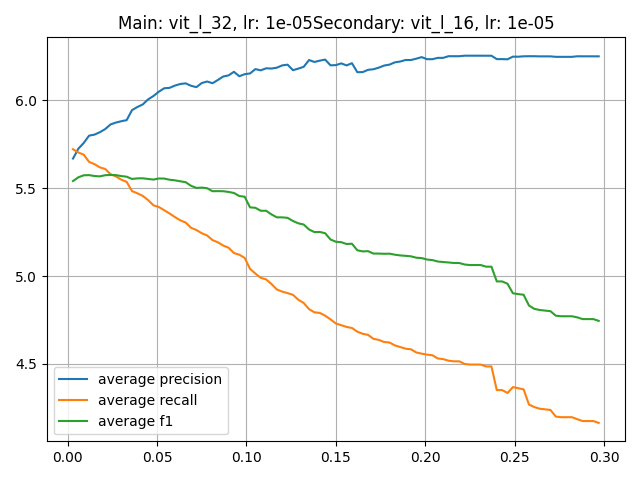 Main: vit_l_32, lr: 1e-05Secondary: vit_l_16, lr: 1e-05
6.0
5.5
5.0
4.5
average precision
average recall
average f1
0.00 0.05 0.10 0.15 0.20 0.25 0.30